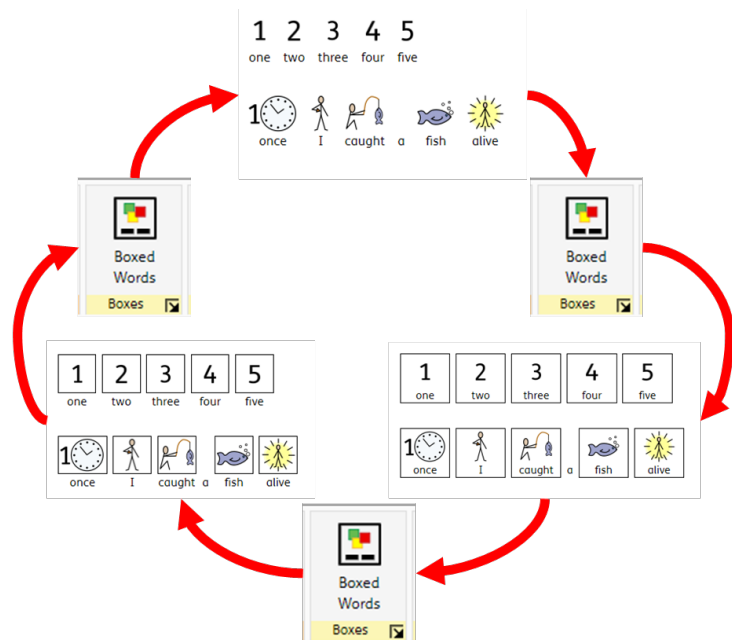 1 2 3 4 5
one two three four five
1
once I caught a fish alive
Boxed
Words
Boxes
Boxed
Words
Boxes
1 2 3 4 5
one two three four five
1
once I caught a fish alive
1 2 3 4 5
one two three four five
1
once I caught a fish alive
Boxed
Words
Boxes